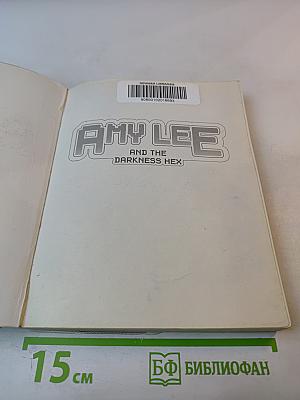 AMY LEE
AND THE
DARKNESS HEX
15 см
БФ БИБЛИОФАН